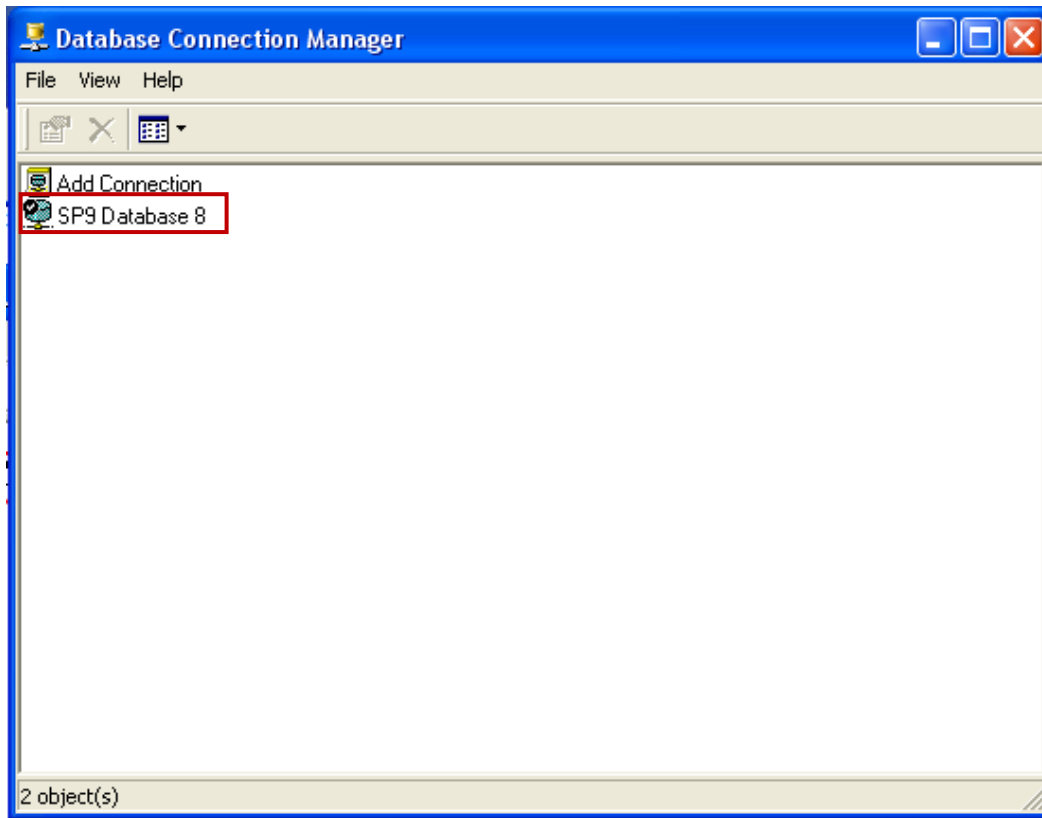 Database Connection Manager
File View Help
Add Connection
SP9 Database 8
2 object(s)